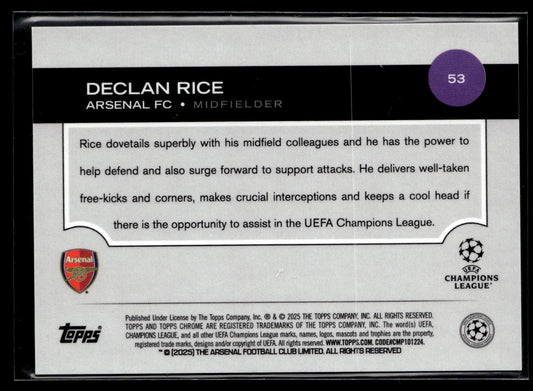 53
DECLAN RICE
ARSENAL FC • MIDFIELDER
Rice dovetails superbly with his midfield colleagues and he has the power to
help defend and also surge forward to support attacks. He delivers well-taken
free-kicks and corners, makes crucial interceptions and keeps a cool head if
there is the opportunity to assist in the UEFA Champions League.
Arsenal
UEFA
CHAMPIONS
LEAGUE
topps
Published Under License by The Topps Company, Inc. ® & © 2025 THE TOPPS COMPANY, INC. ALL RIGHTS RESERVED.
TOPPS AND TOPPS CHROME ARE REGISTERED TRADEMARKS OF THE TOPPS COMPANY, INC. The word(s) UEFA,
CHAMPIONS LEAGUE, and all other UEFA Champions League marks, names, logos, mascots and trophies are the property,
registered trade marks, designs and/or copyright of UEFA. All rights reserved. WWW.TOPPS.COM. CODE#CMP101224.
™ © [2025] THE ARSENAL FOOTBALL CLUB LIMITED. ALL RIGHTS RESERVED